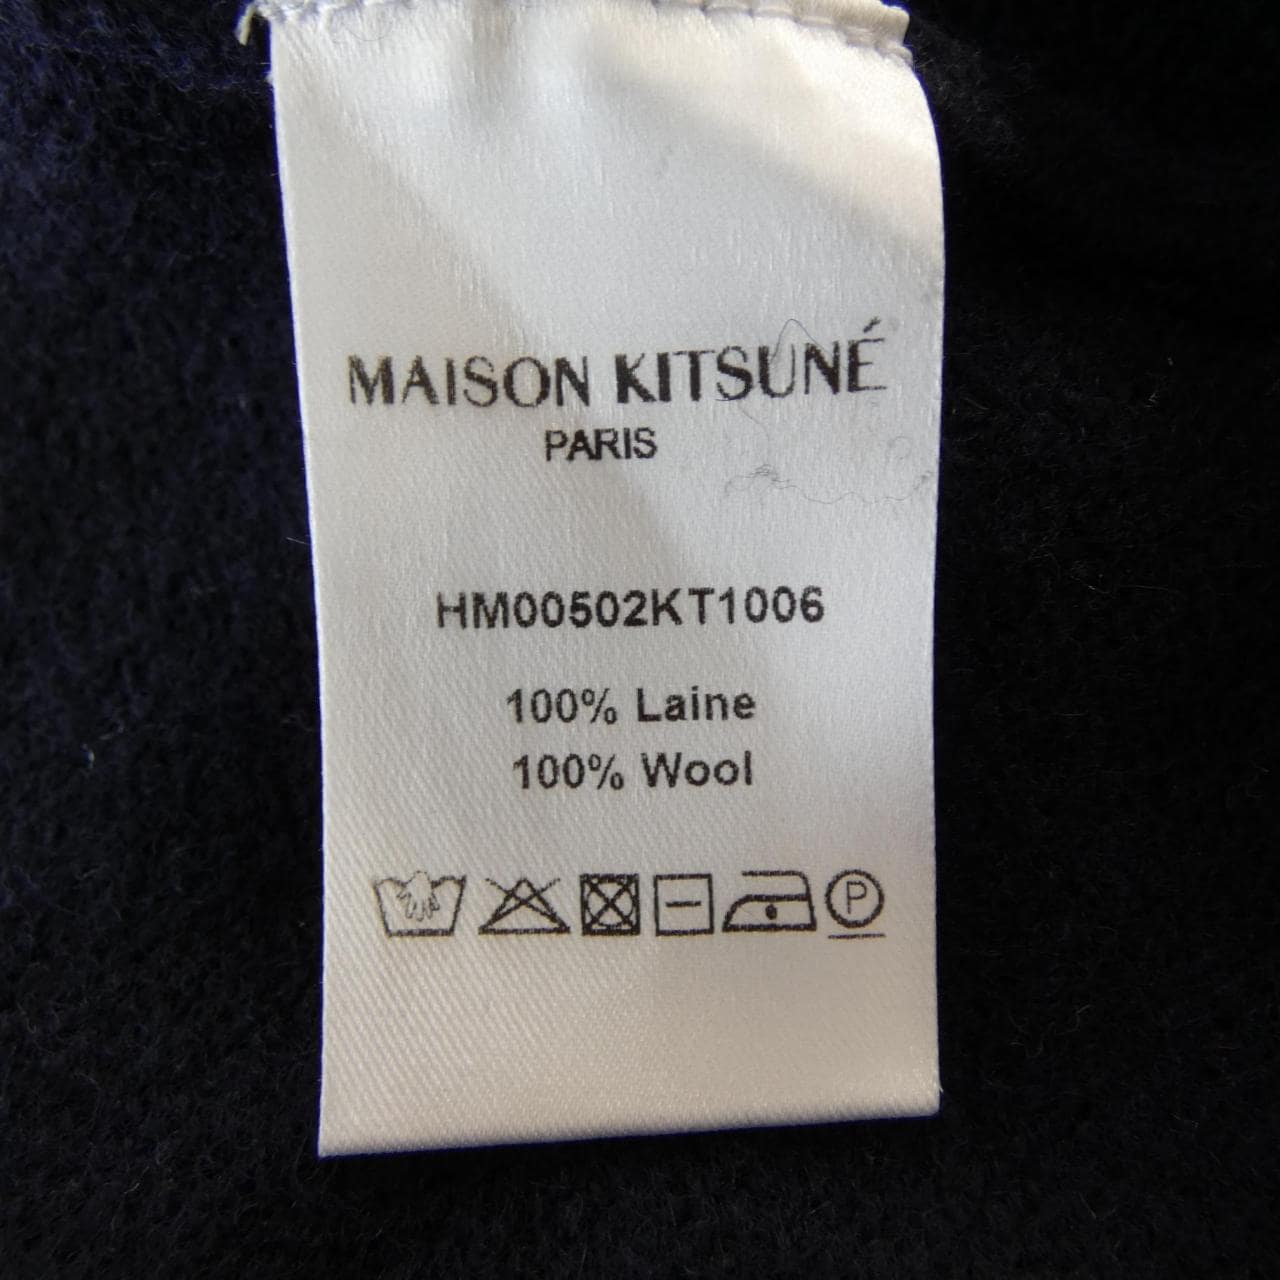 MAISON KITSUNÉ
PARIS
HM00502KT1006
100% Laine
100% Wool
P